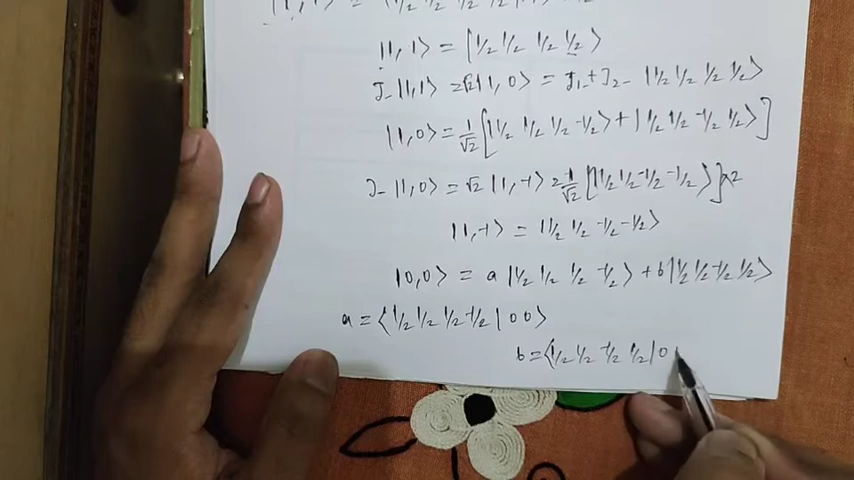 |1,1⟩ = |1/2 1/2 1/2 1/2⟩
J- |1,1⟩ = √2 |1,0⟩ = J1- + J2- |1/2 1/2 1/2 1/2⟩
|1,0⟩ = 1/√2 [|1/2 1/2 1/2 -1/2⟩ + |1/2 1/2 -1/2 1/2⟩]
J- |1,0⟩ = √2 |1,-1⟩ = 1/√2 [|1/2 1/2 -1/2 -1/2⟩] x2
|1,-1⟩ = |1/2 1/2 -1/2 -1/2⟩
|0,0⟩ = a |1/2 1/2 1/2 -1/2⟩ + b |1/2 1/2 -1/2 1/2⟩
a = ⟨1/2 1/2 1/2 -1/2 | 00⟩
b = ⟨1/2 1/2 -1/2 1/2 | 0